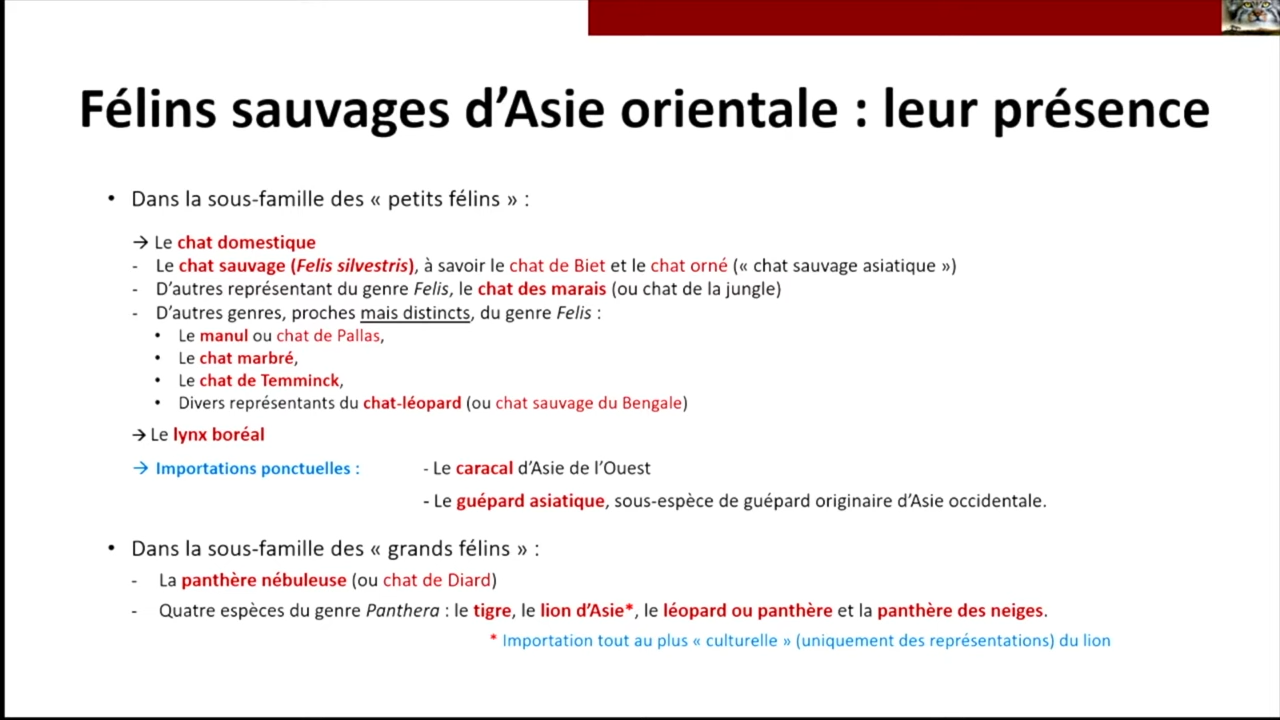 Félins sauvages d’Asie orientale : leur présence
• Dans la sous-famille des « petits félins » :
→ Le chat domestique
- Le chat sauvage (Felis silvestris), à savoir le chat de Biet et le chat orné (« chat sauvage asiatique »)
- D’autres représentant du genre Felis, le chat des marais (ou chat de la jungle)
- D’autres genres, proches mais distincts, du genre Felis :
• Le manul ou chat de Pallas,
• Le chat marbré,
• Le chat de Temminck,
• Divers représentants du chat-léopard (ou chat sauvage du Bengale)
→ Le lynx boréal
→ Importations ponctuelles : - Le caracal d’Asie de l’Ouest
- Le guépard asiatique, sous-espèce de guépard originaire d’Asie occidentale.
• Dans la sous-famille des « grands félins » :
- La panthère nébuleuse (ou chat de Diard)
- Quatre espèces du genre Panthera : le tigre, le lion d’Asie*, le léopard ou panthère et la panthère des neiges.
* Importation tout au plus « culturelle » (uniquement des représentations) du lion